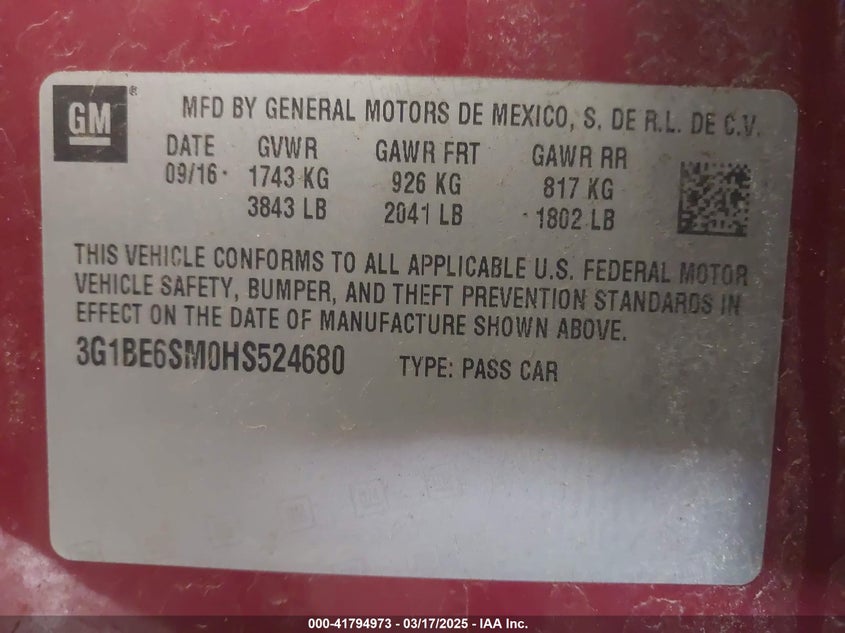 GM
MFD BY GENERAL MOTORS DE MEXICO, S. DE R.L. DE C.V.
DATE GVWR GAWR FRT GAWR RR
09/16 1743 KG 926 KG 817 KG
3843 LB 2041 LB 1802 LB
THIS VEHICLE CONFORMS TO ALL APPLICABLE U.S. FEDERAL MOTOR
VEHICLE SAFETY, BUMPER, AND THEFT PREVENTION STANDARDS IN
EFFECT ON THE DATE OF MANUFACTURE SHOWN ABOVE.
3G1BE6SM0HS524680 TYPE: PASS CAR
GM GM GM
000-41794973 - 03/17/2025 - IAA Inc.